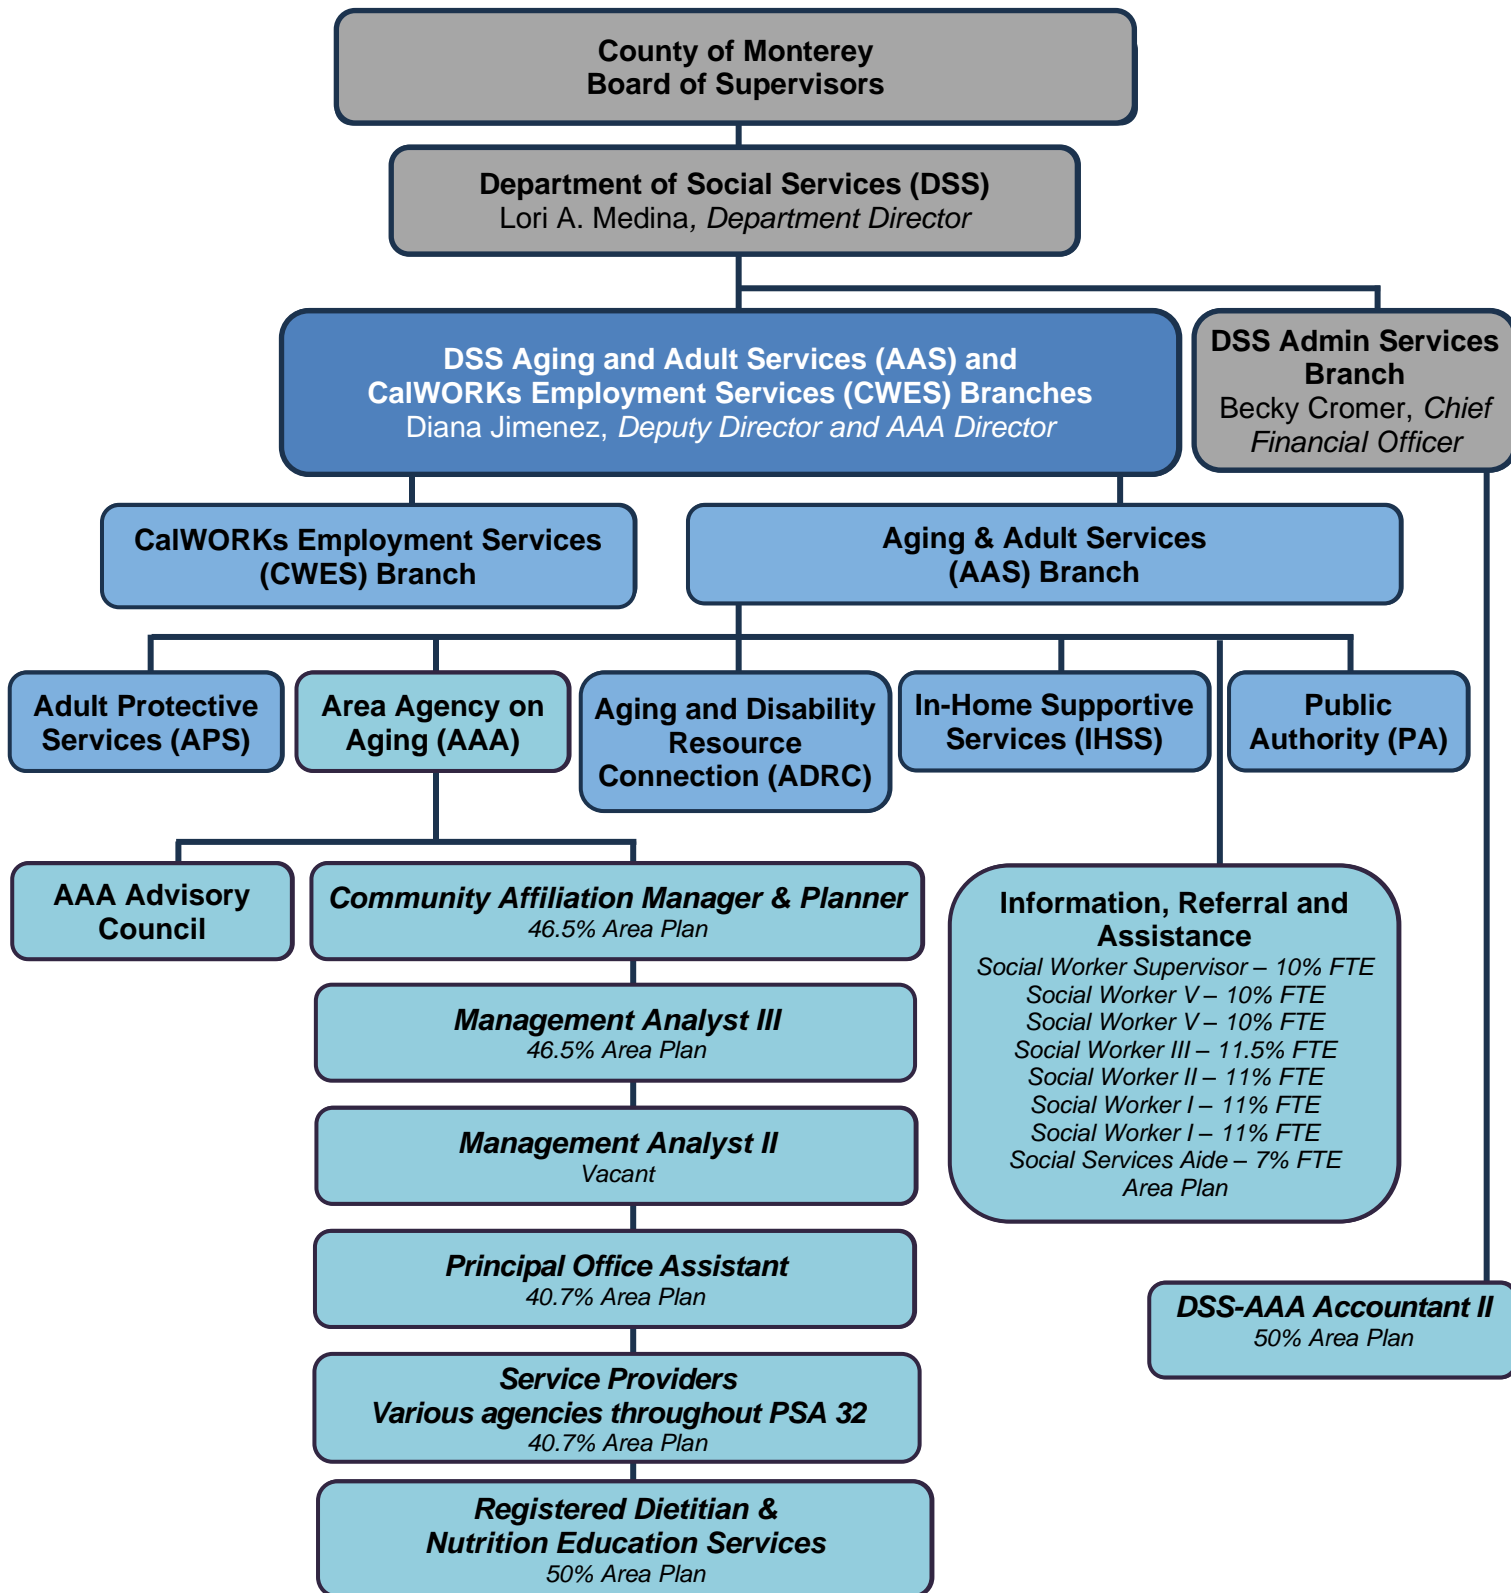 County of Monterey
Board of Supervisors
Department of Social Services (DSS)
Lori A. Medina, Department Director
DSS Aging and Adult Services (AAS) and
CalWORKs Employment Services (CWES) Branches
Diana Jimenez, Deputy Director and AAA Director
DSS Admin Services
Branch
Becky Cromer, Chief
Financial Officer
CalWORKs Employment Services
(CWES) Branch
Aging & Adult Services
(AAS) Branch
Adult Protective
Services (APS)
Area Agency on
Aging (AAA)
Aging and Disability
Resource
Connection (ADRC)
In-Home Supportive
Services (IHSS)
Public
Authority (PA)
AAA Advisory
Council
Community Affiliation Manager & Planner
46.5% Area Plan
Management Analyst III
46.5% Area Plan
Management Analyst II
Vacant
Principal Office Assistant
40.7% Area Plan
Service Providers
Various agencies throughout PSA 32
40.7% Area Plan
Registered Dietitian &
Nutrition Education Services
50% Area Plan
Information, Referral and
Assistance
Social Worker Supervisor – 10% FTE
Social Worker V – 10% FTE
Social Worker V – 10% FTE
Social Worker III – 11.5% FTE
Social Worker II – 11% FTE
Social Worker I – 11% FTE
Social Worker I – 11% FTE
Social Services Aide – 7% FTE
Area Plan
DSS-AAA Accountant II
50% Area Plan